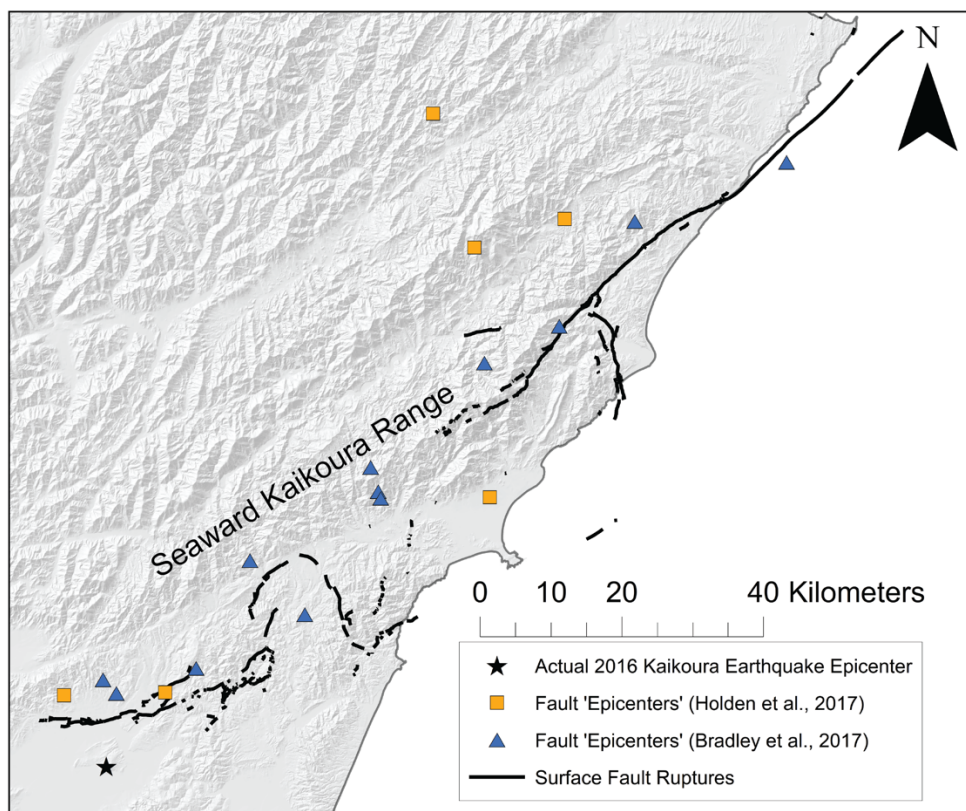 N
Seaward Kaikoura Range
0 10 20 40 Kilometers
Actual 2016 Kaikoura Earthquake Epicenter
Fault 'Epicenters' (Holden et al., 2017)
Fault 'Epicenters' (Bradley et al., 2017)
Surface Fault Ruptures